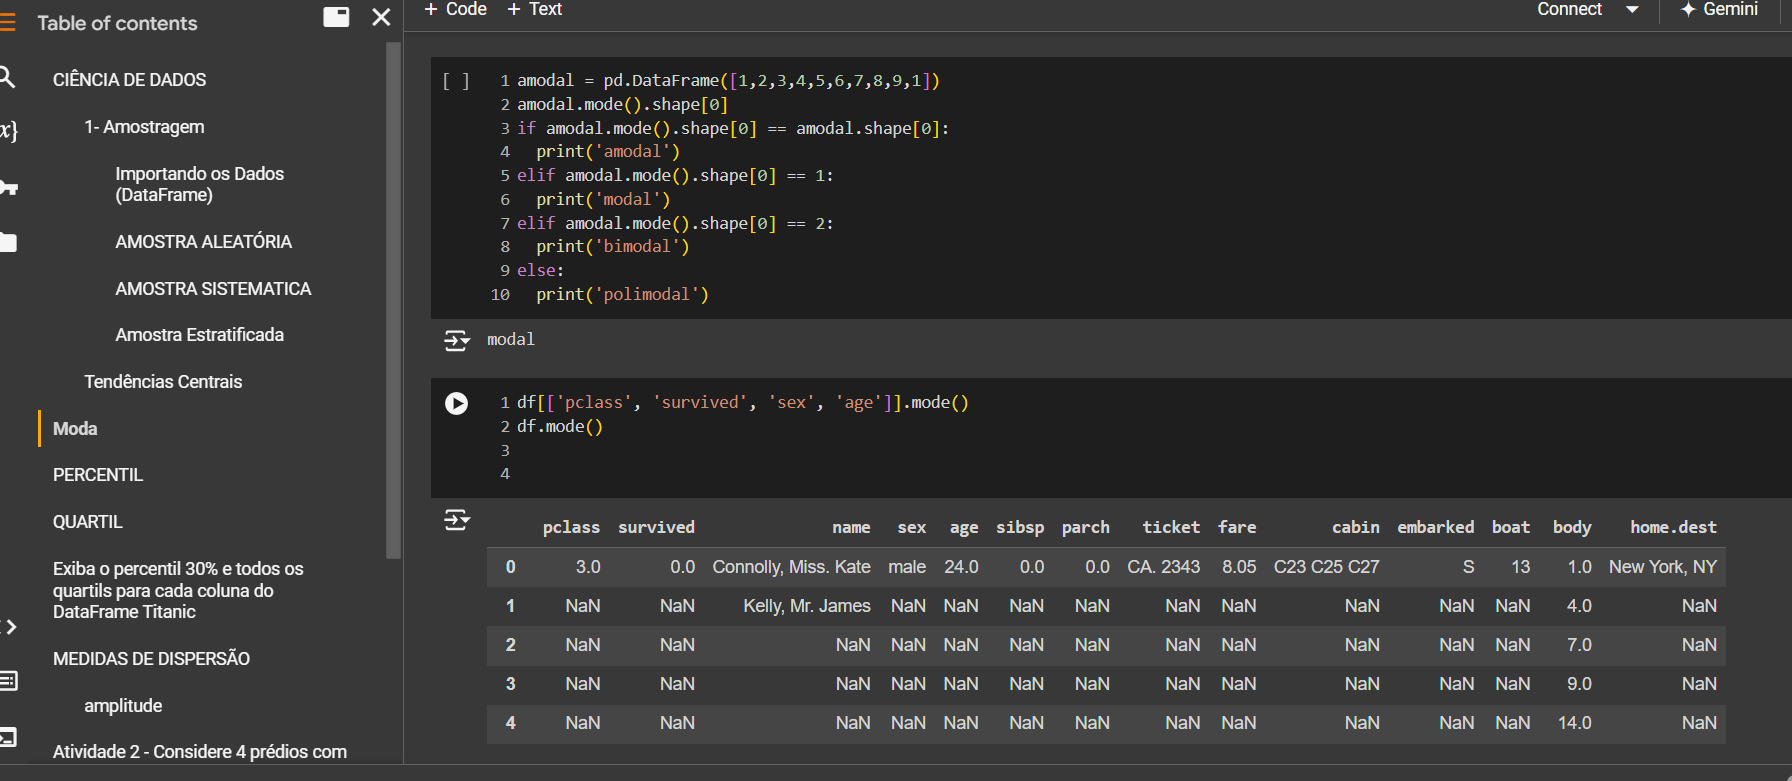 Table of contents
CIÊNCIA DE DADOS
1- Amostragem
Importando os Dados
(DataFrame)
AMOSTRA ALEATÓRIA
AMOSTRA SISTEMATICA
Amostra Estratificada
Tendências Centrais
Moda
PERCENTIL
QUARTIL
Exiba o percentil 30% e todos os
quartils para cada coluna do
DataFrame Titanic
MEDIDAS DE DISPERSÃO
amplitude
Atividade 2 - Considere 4 prédios com
+ Code + Text
Connect
Gemini
[ ]
1 amodal = pd.DataFrame([1,2,3,4,5,6,7,8,9,1])
2 amodal.mode().shape[0]
3 if amodal.mode().shape[0] == amodal.shape[0]:
4   print('amodal')
5 elif amodal.mode().shape[0] == 1:
6   print('modal')
7 elif amodal.mode().shape[0] == 2:
8   print('bimodal')
9 else:
10   print('polimodal')
modal
1 df[['pclass', 'survived', 'sex', 'age']].mode()
2 df.mode()
3
4
pclass survived name sex age sibsp parch ticket fare cabin embarked boat body home.dest
0 3.0 0.0 Connolly, Miss. Kate male 24.0 0.0 0.0 CA. 2343 8.05 C23 C25 C27 S 13 1.0 New York, NY
1 NaN NaN Kelly, Mr. James NaN NaN NaN NaN NaN NaN NaN NaN NaN 4.0 NaN
2 NaN NaN NaN NaN NaN NaN NaN NaN NaN NaN NaN NaN 7.0 NaN
3 NaN NaN NaN NaN NaN NaN NaN NaN NaN NaN NaN NaN 9.0 NaN
4 NaN NaN NaN NaN NaN NaN NaN NaN NaN NaN NaN NaN 14.0 NaN